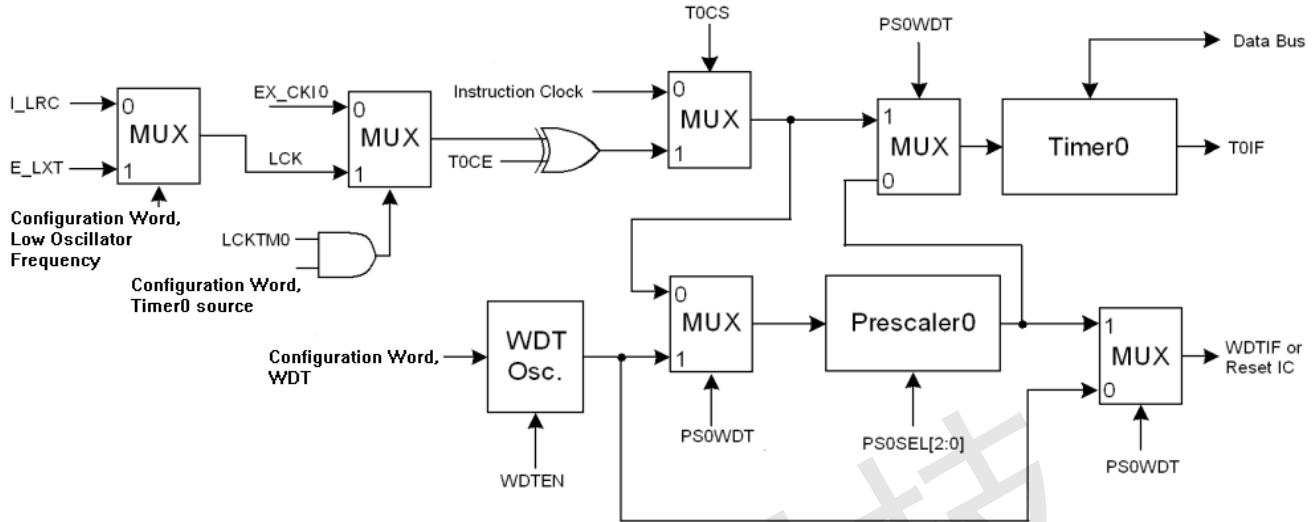 T0CS
PS0WDT
Data Bus
I_LRC
0
MUX
1
E_LXT
EX_CKI0
0
MUX
LCK
1
Instruction Clock
0
MUX
1
T0CE
1
MUX
0
Timer0
T0IF
Configuration Word,
Low Oscillator
Frequency
LCKTM0
Configuration Word,
Timer0 source
Configuration Word,
WDT
WDT
Osc.
0
MUX
1
Prescaler0
1
MUX
0
WDTIF or
Reset IC
PS0WDT
PS0SEL[2:0]
PS0WDT
WDTEN